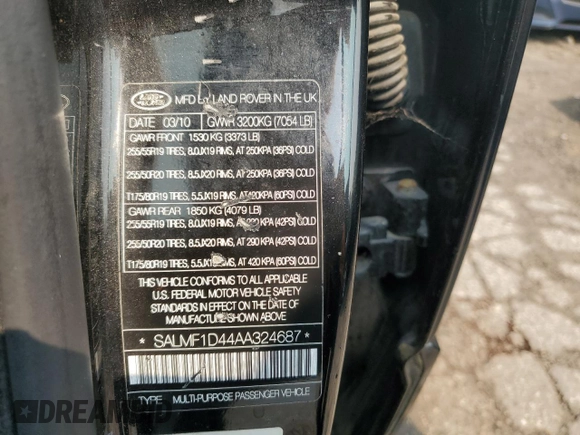 LAND ROVER
MFD by LAND ROVER IN THE UK
DATE 03/10 GVWR 3200KG (7054 LB)
GAWR FRONT 1530 KG (3373 LB)
255/55R19 TIRES, 8.0JX19 RIMS, AT 250KPA (36PSI) COLD
255/50R20 TIRES, 8.5JX20 RIMS, AT 250KPA (36PSI) COLD
T175/80R19 TIRES, 5.5JX19 RIMS, AT 420KPA (60PSI) COLD
GAWR REAR 1850 KG (4079 LB)
255/55R19 TIRES, 8.0JX19 RIMS, AT 290 KPA (42PSI) COLD
255/50R20 TIRES, 8.5JX20 RIMS, AT 290 KPA (42PSI) COLD
T175/80R19 TIRES, 5.5JX19 RIMS, AT 420 KPA (60PSI) COLD
THIS VEHICLE CONFORMS TO ALL APPLICABLE
U.S. FEDERAL MOTOR VEHICLE SAFETY
STANDARDS IN EFFECT ON THE DATE OF
MANUFACTURE SHOWN ABOVE
* SALMF1D44AA324687 *
TYPE: MULTI-PURPOSE PASSENGER VEHICLE